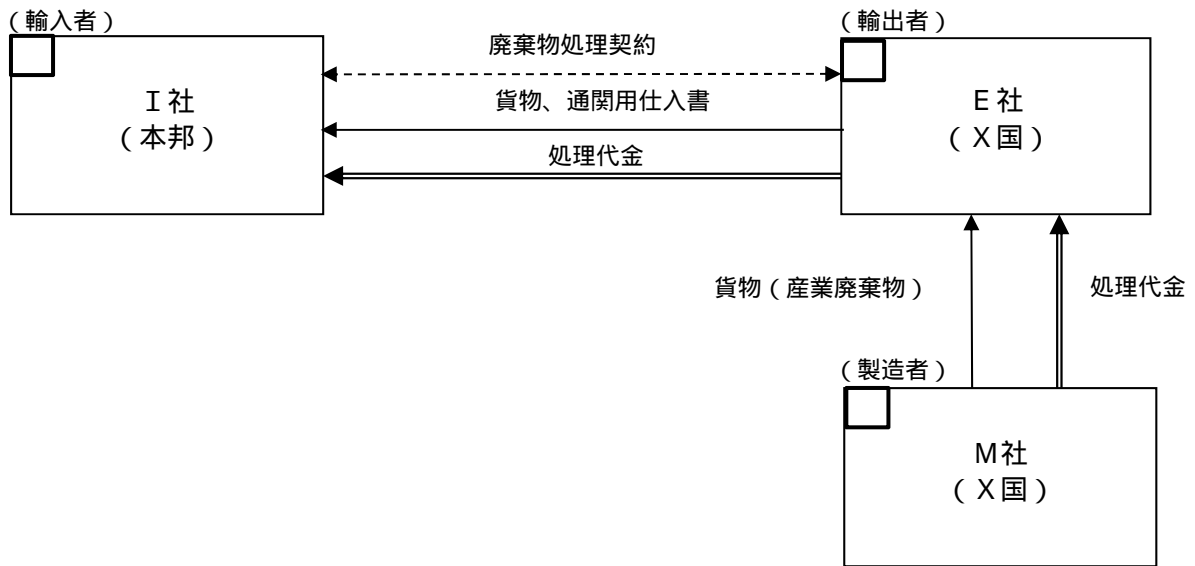 （輸入者）
（輸出者）
廃棄物処理契約
Ｉ社
（本邦）
貨物、通関用仕入書
Ｅ社
（Ｘ国）
処理代金
貨物（産業廃棄物）
処理代金
（製造者）
Ｍ社
（Ｘ国）